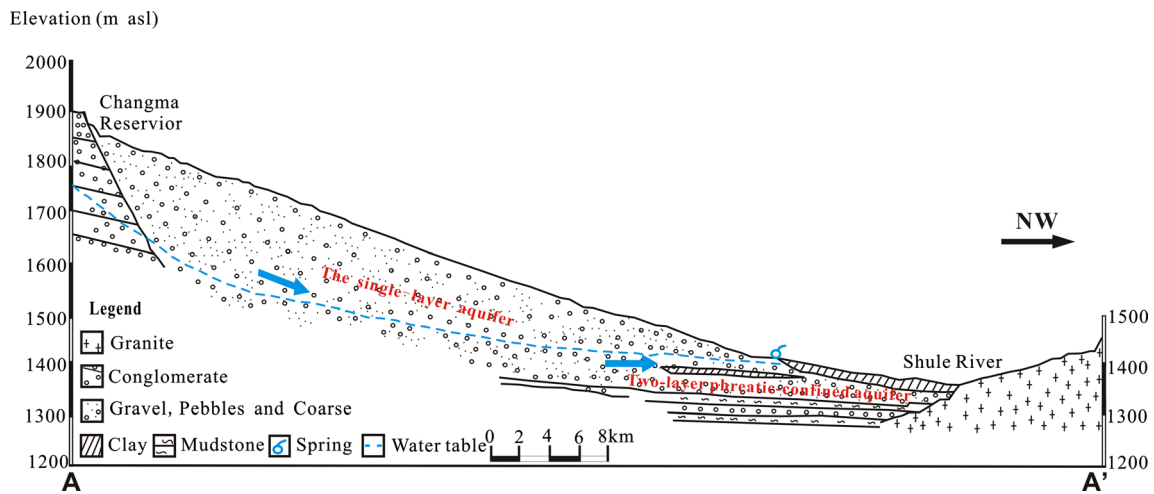 Elevation (m asl)
2000
1900
1800
1700
1600
1500
1400
1300
1200
Changma
Reservior
NW
The single-layer aquifer
Two-layer phreatic-confined aquifer
Shule River
1500
1400
1300
1200
Legend
Granite
Conglomerate
Gravel, Pebbles and Coarse
Clay Mudstone Spring Water table
0 2 4 6 8km
A A'